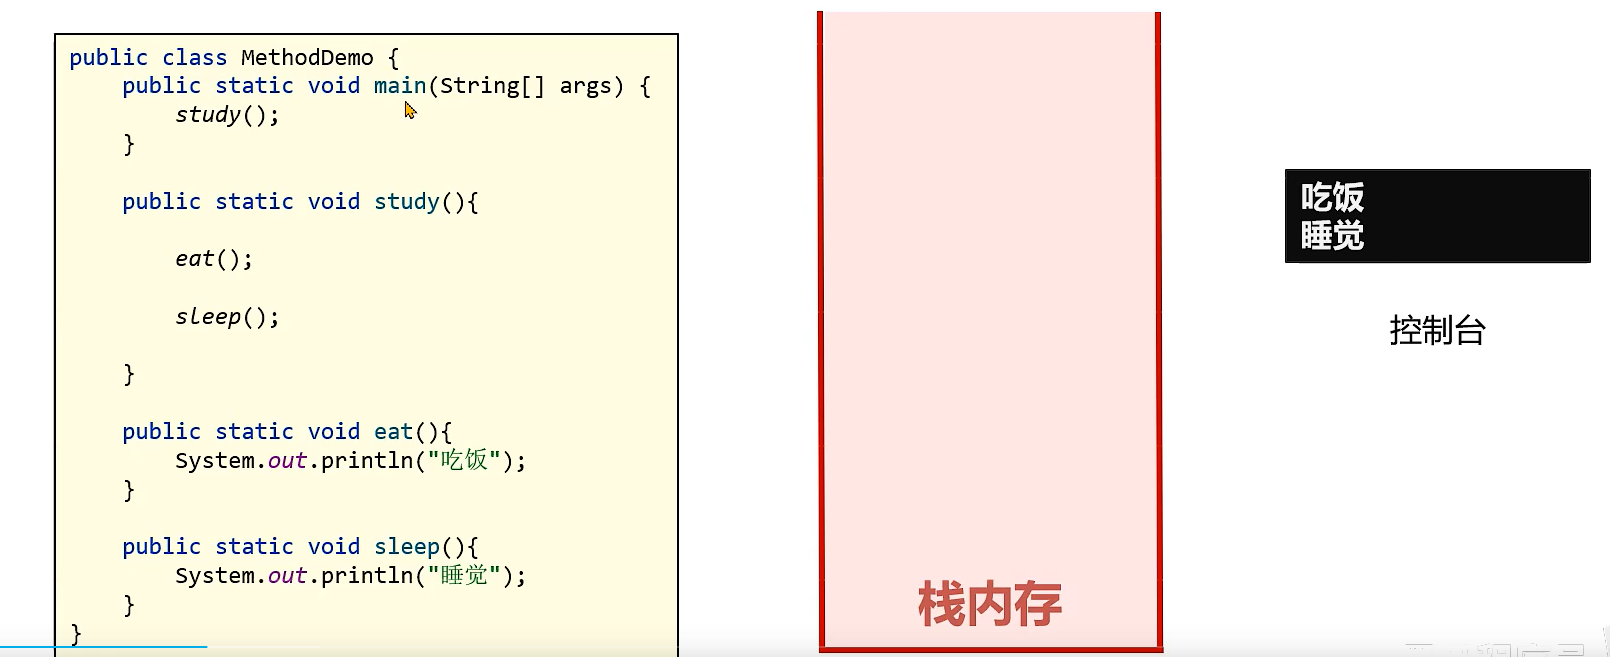 public class MethodDemo {
public static void main(String[] args) {
study();
}
public static void study(){
eat();
sleep();
}
public static void eat(){
System.out.println("吃饭");
}
public static void sleep(){
System.out.println("睡觉");
}
}
栈内存
吃饭
睡觉
控制台